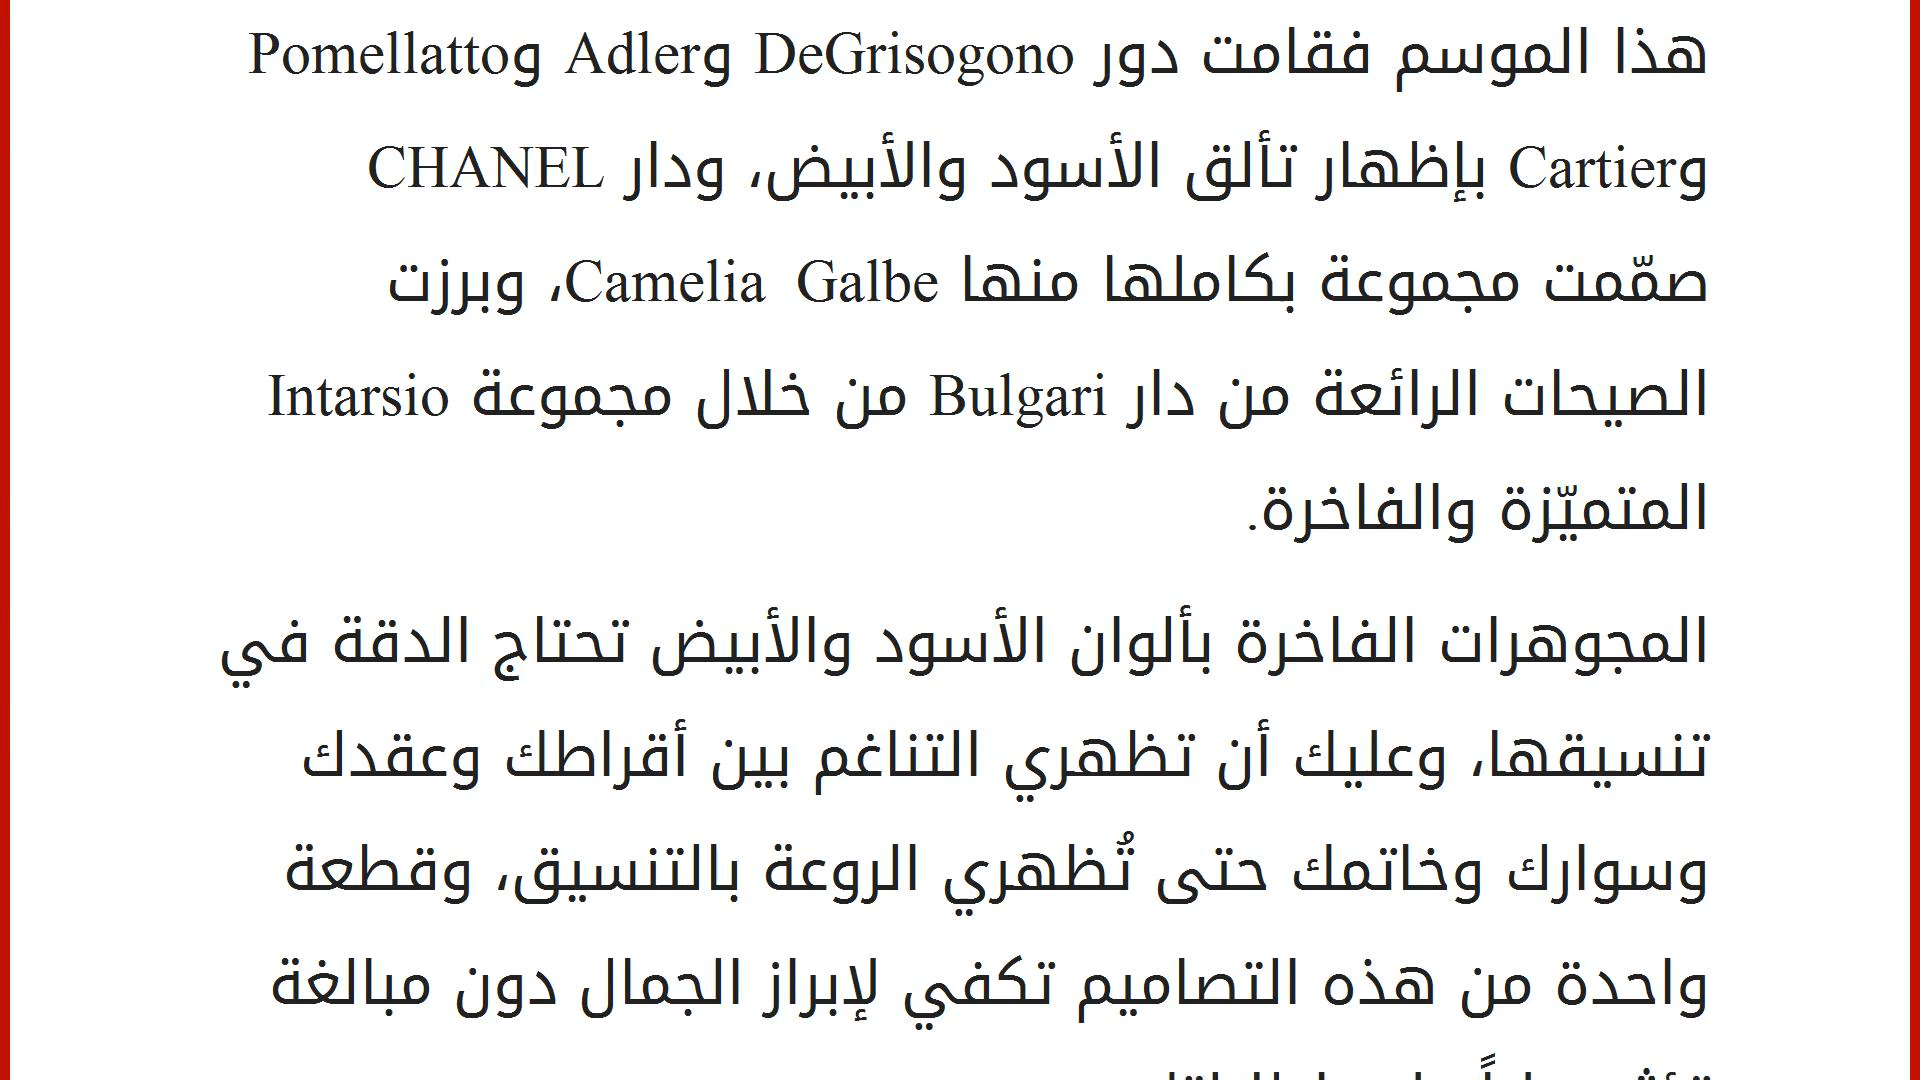 هذا الموسم فقامت دور DeGrisogono وAdler وPomellatto
وCartier بإظهار تألق الأسود والأبيض، ودار CHANEL
صمّمت مجموعة بكاملها منها Camelia Galbe، وبرزت
الصيحات الرائعة من دار Bulgari من خلال مجموعة Intarsio
المتميّزة والفاخرة.
المجوهرات الفاخرة بألوان الأسود والأبيض تحتاج الدقة في
تنسيقها، وعليك أن تظهري التناغم بين أقراطك وعقدك
وسوارك وخاتمك حتى تُظهري الروعة بالتنسيق، وقطعة
واحدة من هذه التصاميم تكفي لإبراز الجمال دون مبالغة